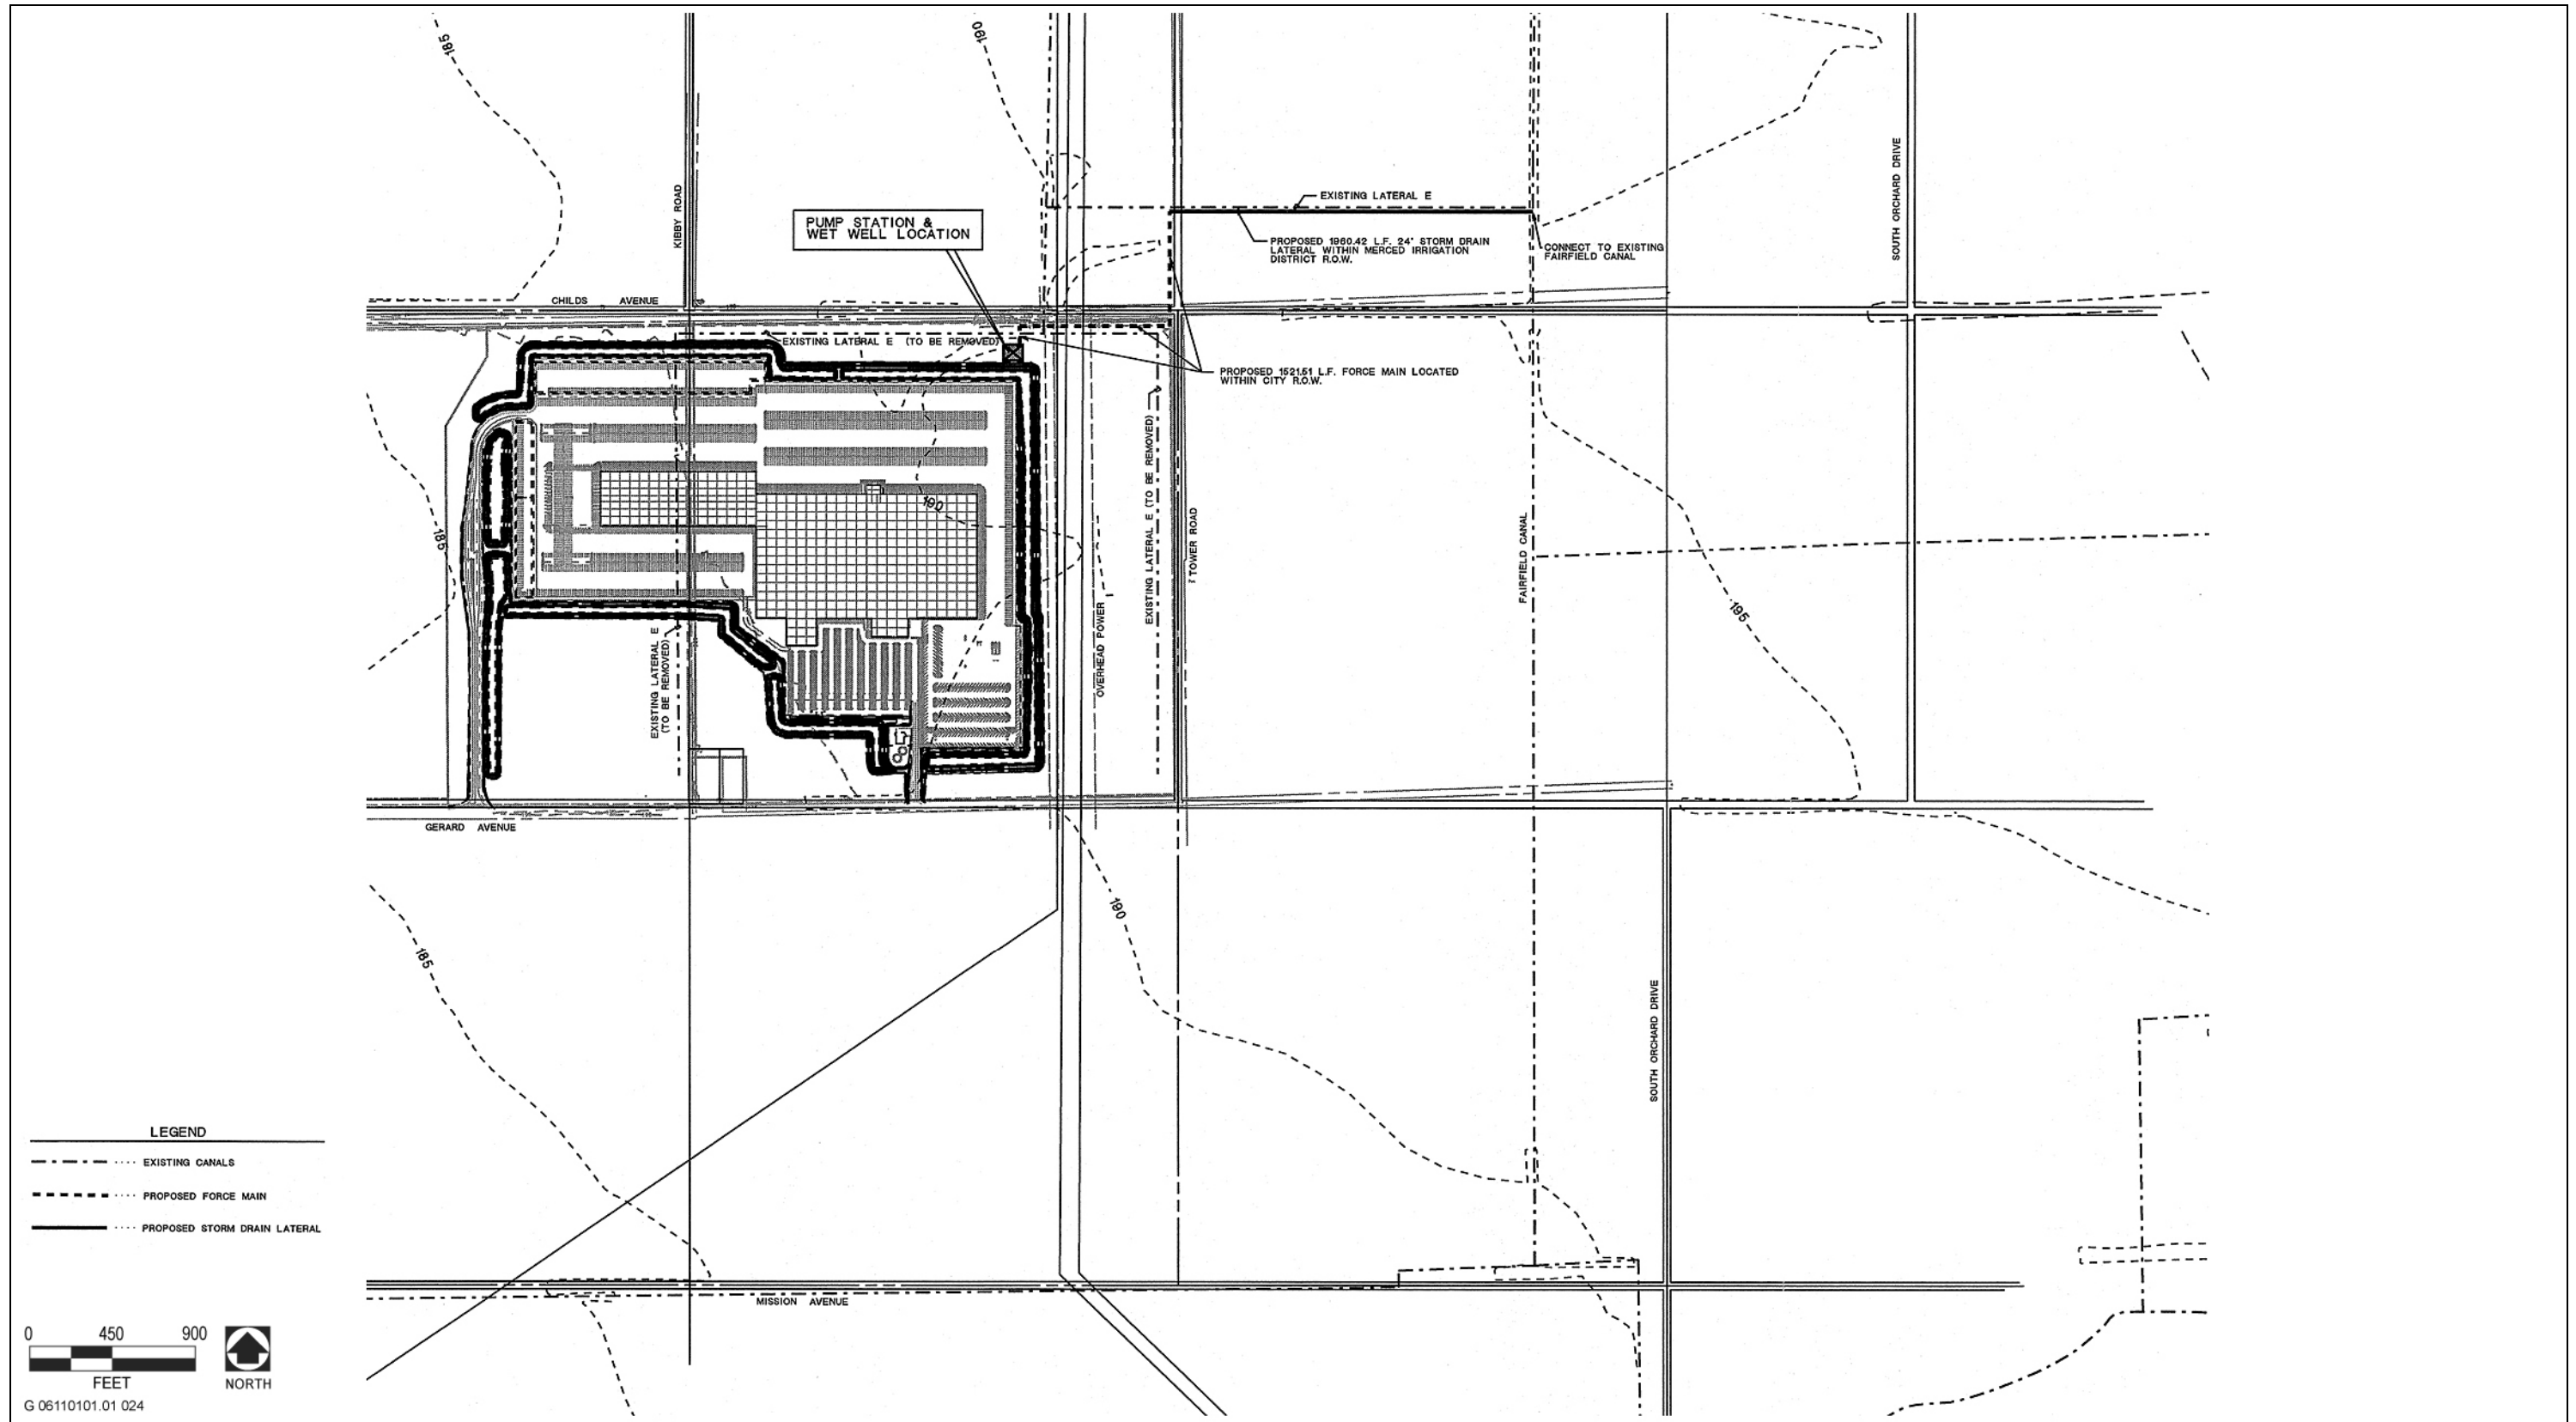 185
190
KIBBY ROAD
SOUTH ORCHARD DRIVE
EXISTING LATERAL E
PUMP STATION &
WET WELL LOCATION
PROPOSED 1960.42 L.F. 24" STORM DRAIN
LATERAL WITHIN MERCED IRRIGATION
DISTRICT R.O.W.
CONNECT TO EXISTING
FAIRFIELD CANAL
CHILDS AVENUE
EXISTING LATERAL E (TO BE REMOVED)
PROPOSED 1521.51 L.F. FORCE MAIN LOCATED
WITHIN CITY R.O.W.
EXISTING LATERAL E (TO BE REMOVED)
190
185
TOWER ROAD
FAIRFIELD CANAL
195
OVERHEAD POWER
EXISTING LATERAL E
(TO BE REMOVED)
GERARD AVENUE
190
185
SOUTH ORCHARD DRIVE
LEGEND
EXISTING CANALS
PROPOSED FORCE MAIN
PROPOSED STORM DRAIN LATERAL
MISSION AVENUE
0 450 900
FEET
NORTH
G 06110101.01 024